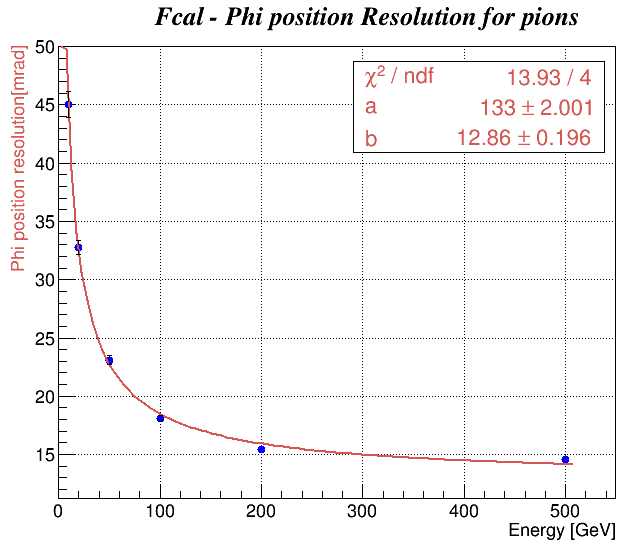 Fcal - Phi position Resolution for pions
χ² / ndf 13.93 / 4
a 133 ± 2.001
b 12.86 ± 0.196
Phi position resolution[mrad]
50
45
40
35
30
25
20
15
0 100 200 300 400 500
Energy [GeV]